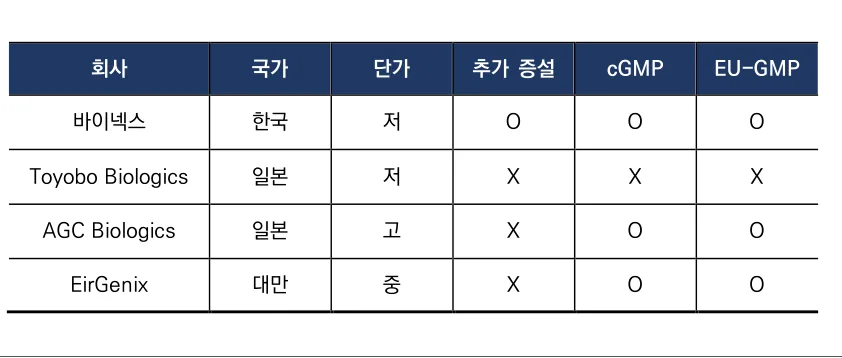 회사 국가 단가 추가 증설 cGMP EU-GMP
바이넥스 한국 저 O O O
Toyobo Biologics 일본 저 X X X
AGC Biologics 일본 고 X O O
EirGenix 대만 중 X O O